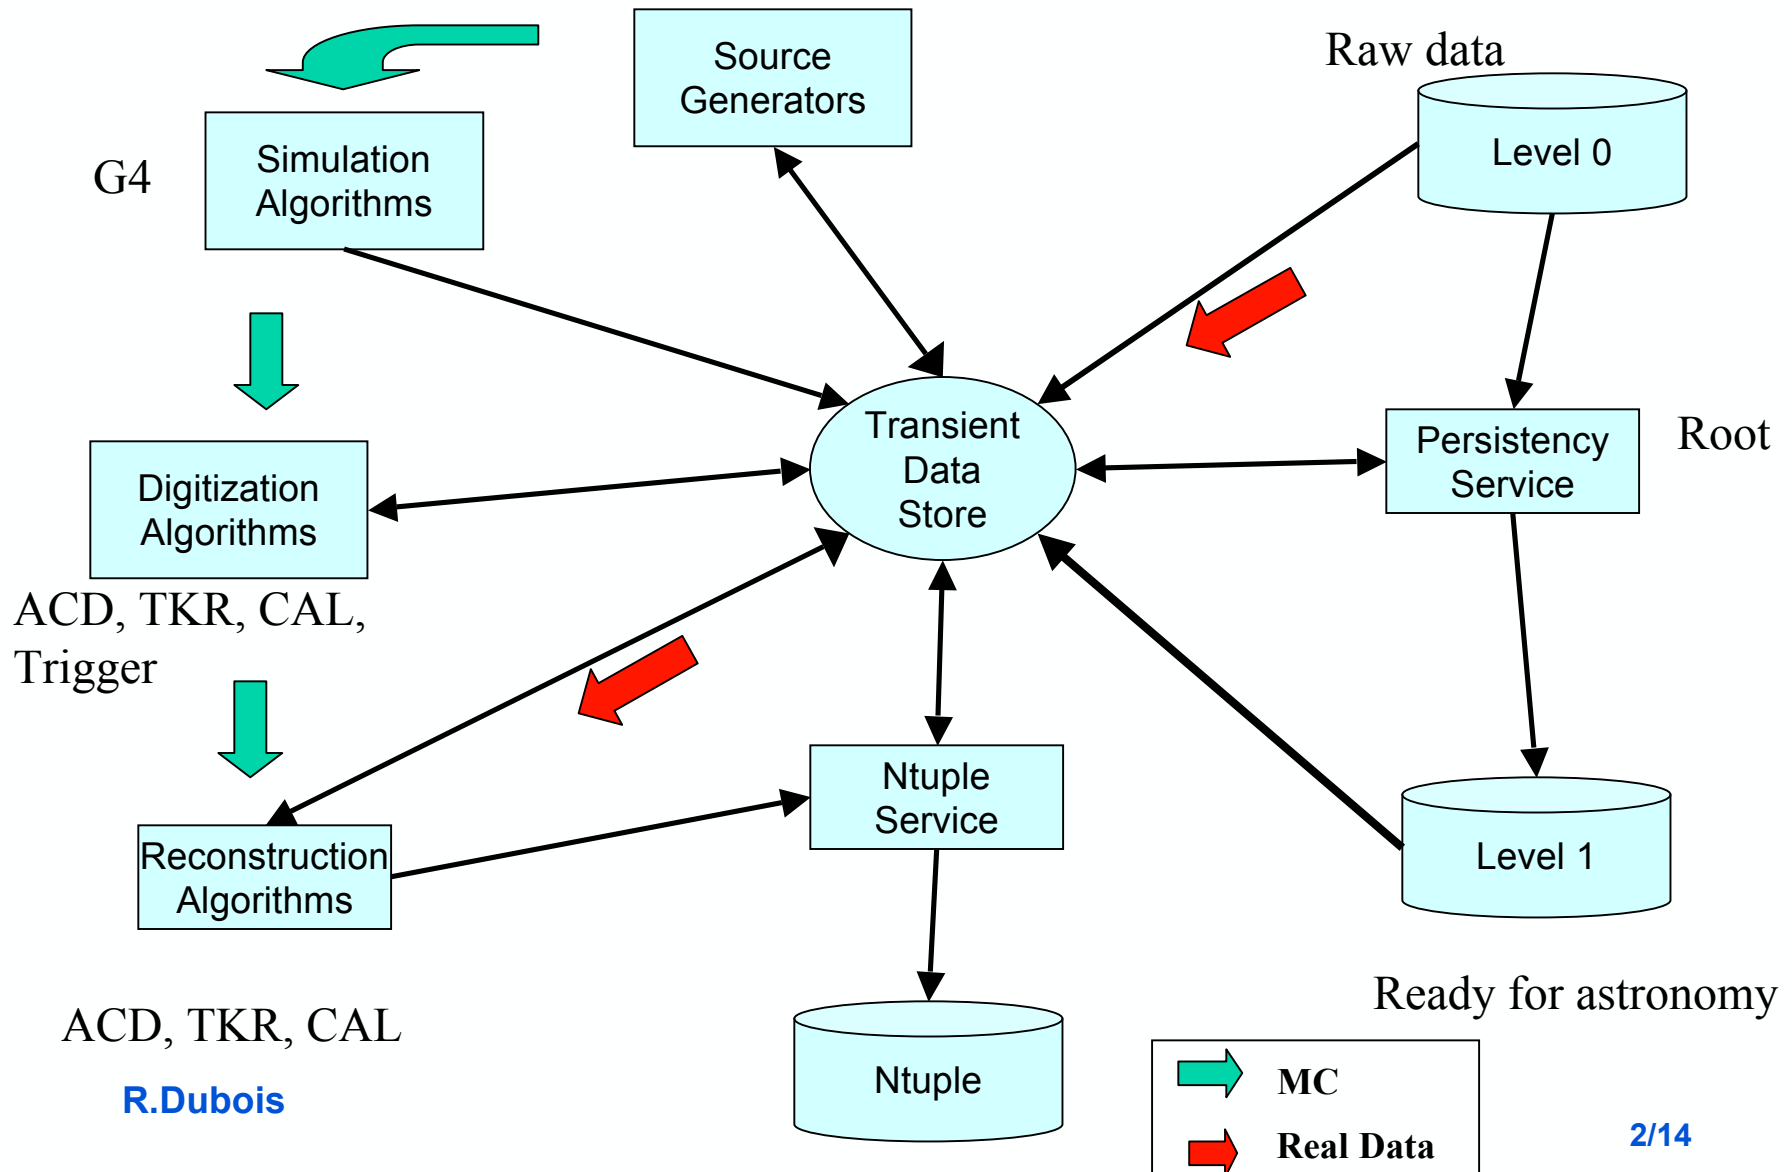 Source
Generators
Raw data
Level 0
G4
Simulation
Algorithms
Transient
Data
Store
Persistency
Service
Root
Digitization
Algorithms
ACD, TKR, CAL,
Trigger
Ntuple
Service
Reconstruction
Algorithms
Level 1
Ready for astronomy
ACD, TKR, CAL
Ntuple
R.Dubois
MC
Real Data
2/14